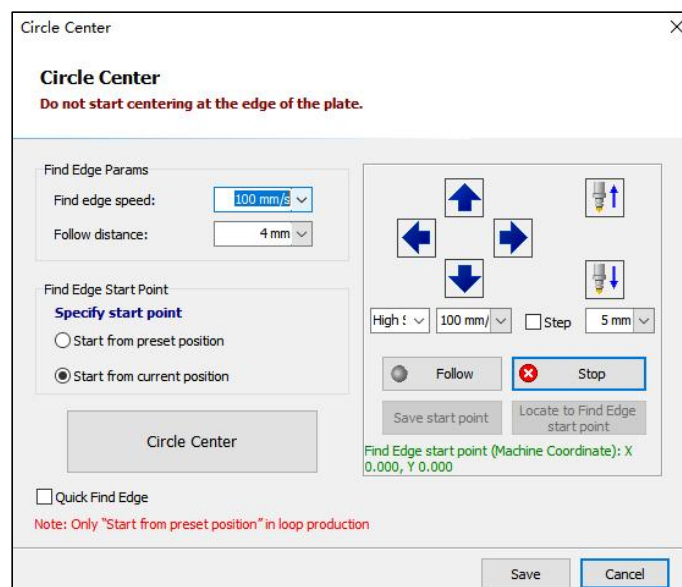 Circle Center
Circle Center
Do not start centering at the edge of the plate.
Find Edge Params
Find edge speed:
100 mm/s
Follow distance:
4 mm
Find Edge Start Point
Specify start point
Start from preset position
Start from current position
Circle Center
Quick Find Edge
Note: Only "Start from preset position" in loop production
High S
100 mm/
Step
5 mm
Follow
Stop
Save start point
Locate to Find Edge
start point
Find Edge start point (Machine Coordinate): X
0.000, Y 0.000
Save
Cancel